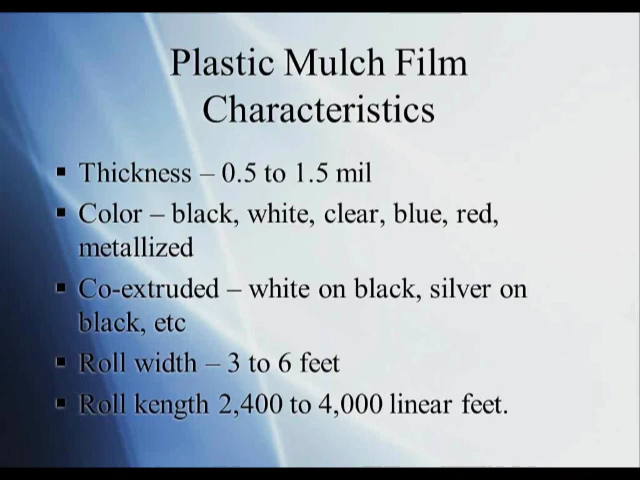 Plastic Mulch Film
Characteristics
▪ Thickness – 0.5 to 1.5 mil
▪ Color – black, white, clear, blue, red,
metallized
▪ Co-extruded – white on black, silver on
black, etc
▪ Roll width – 3 to 6 feet
▪ Roll kength 2,400 to 4,000 linear feet.